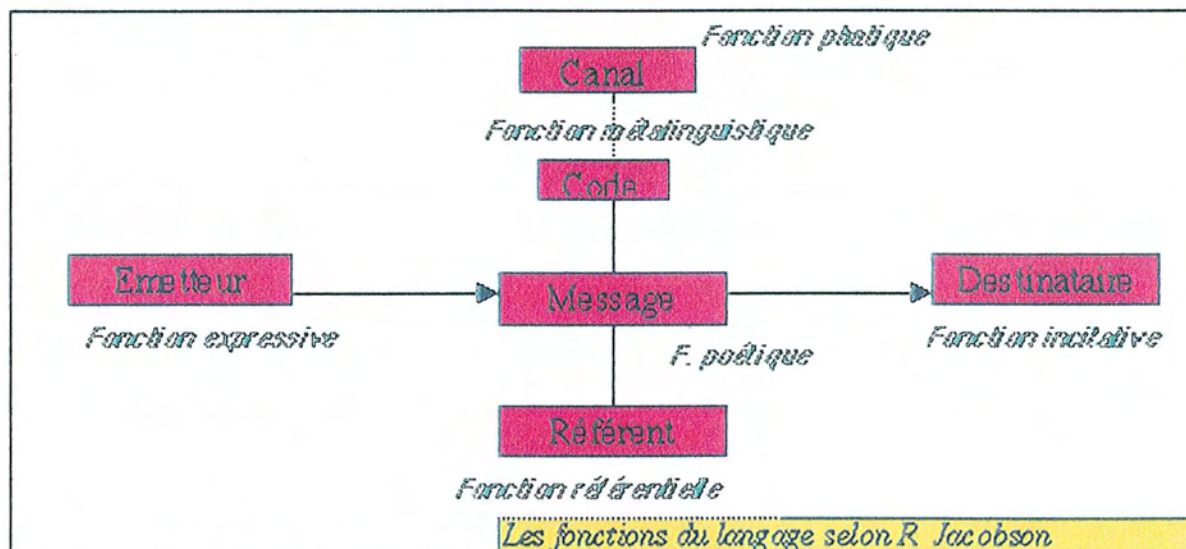 Fonction phatique
Canal
Fonction métalinguistique
Code
Emetteur
Message
Destinataire
Fonction expressive
F. poétique
Fonction incitative
Référent
Fonction référentielle
Les fonctions du langage selon R Jacobson